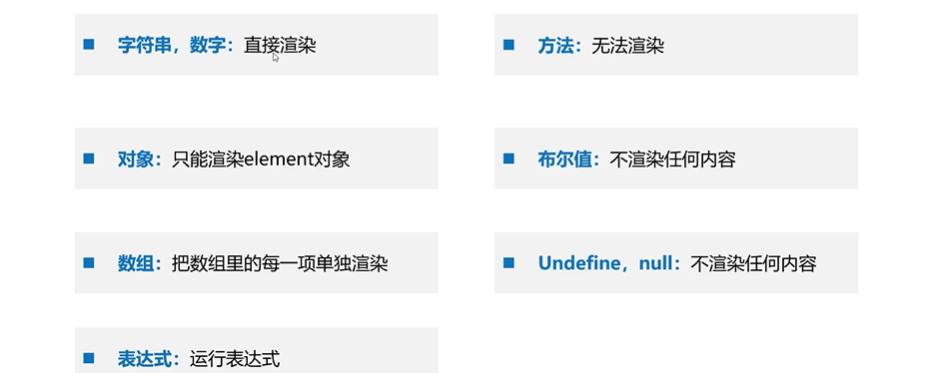 字符串，数字：直接渲染
方法：无法渲染
对象：只能渲染element对象
布尔值：不渲染任何内容
数组：把数组里的每一项单独渲染
Undefine，null：不渲染任何内容
表达式：运行表达式